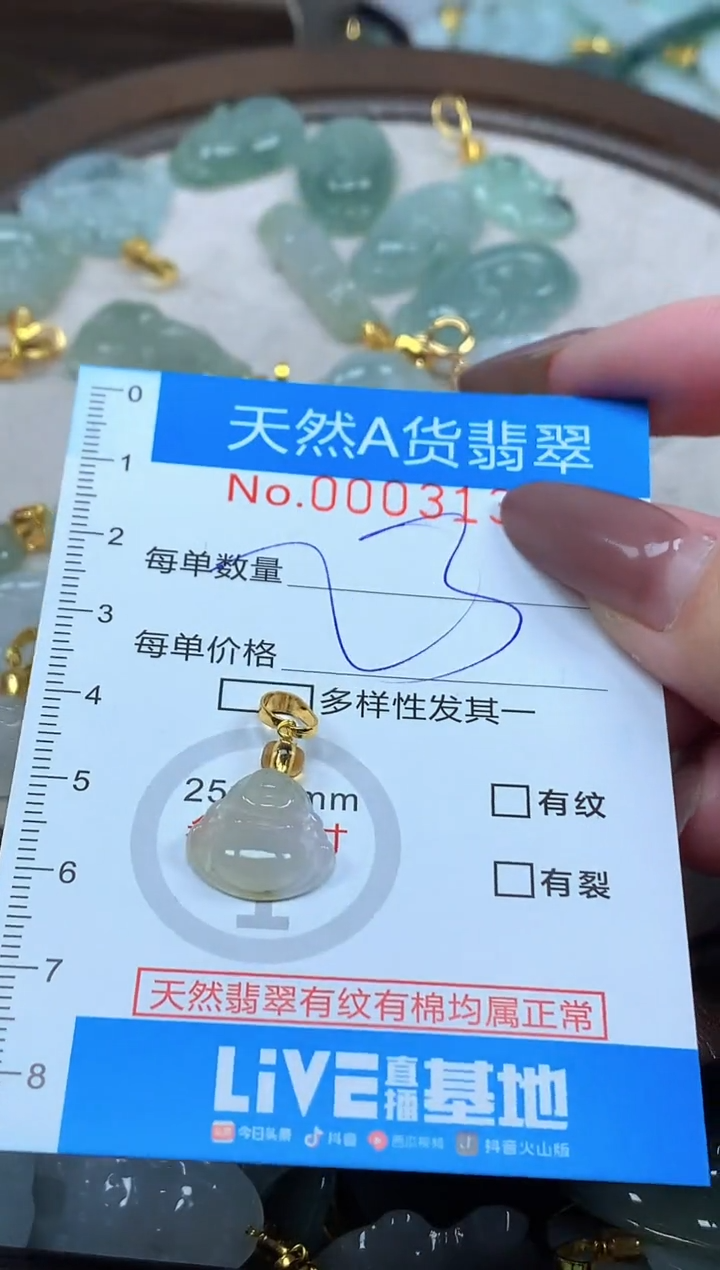 天然A货翡翠
No.000313
每单数量
每单价格
多样性发其一
25 mm
寸
有纹
有裂
天然翡翠有纹有棉均属正常
LiVE直播基地
今日头条 抖音 西瓜视频 抖音火山版
0
1
2
3
4
5
6
7
8